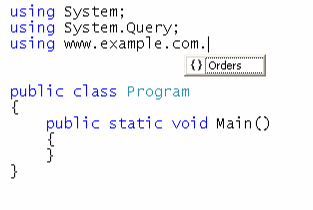 using System;
using System.Query;
using www.example.com.
{} Orders
public class Program
{
public static void Main()
{
}
}